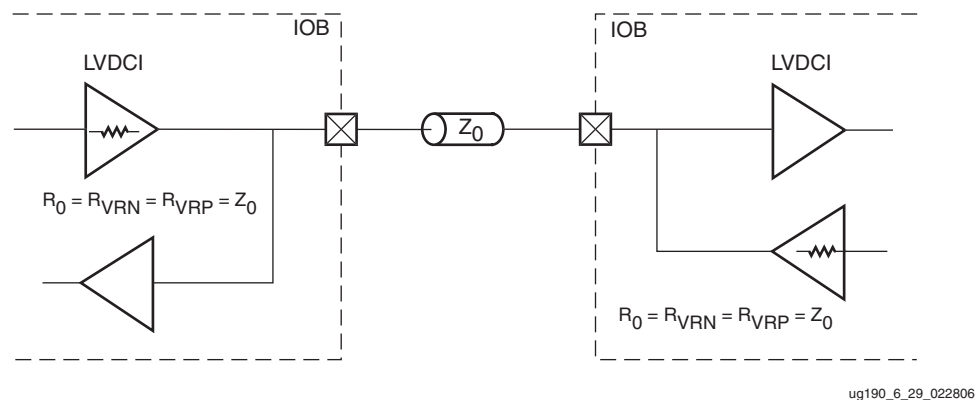 IOB
IOB
LVDCI
LVDCI
Z0
R0 = RVRN = RVRP = Z0
R0 = RVRN = RVRP = Z0
ug190_6_29_022806